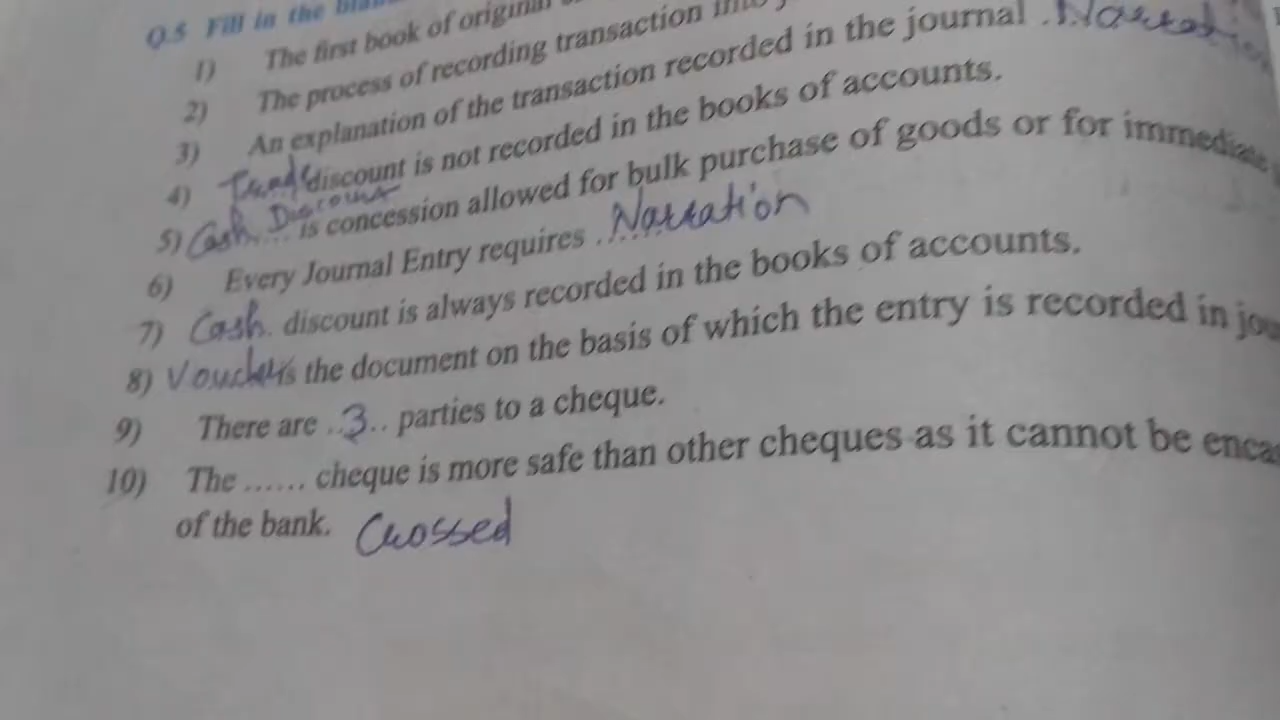 Q.5 Fill in the
1) The first book of original
2) The process of recording transaction into
3) An explanation of the transaction recorded in the journal . Narration
4) Trade discount is not recorded in the books of accounts.
5) Cash Discount .... is concession allowed for bulk purchase of goods or for immediate
6) Every Journal Entry requires ...... Narration
7) Cash. discount is always recorded in the books of accounts.
8) Voucher is the document on the basis of which the entry is recorded in
9) There are ..3.. parties to a cheque.
10) The ...... cheque is more safe than other cheques as it cannot be
of the bank. Crossed